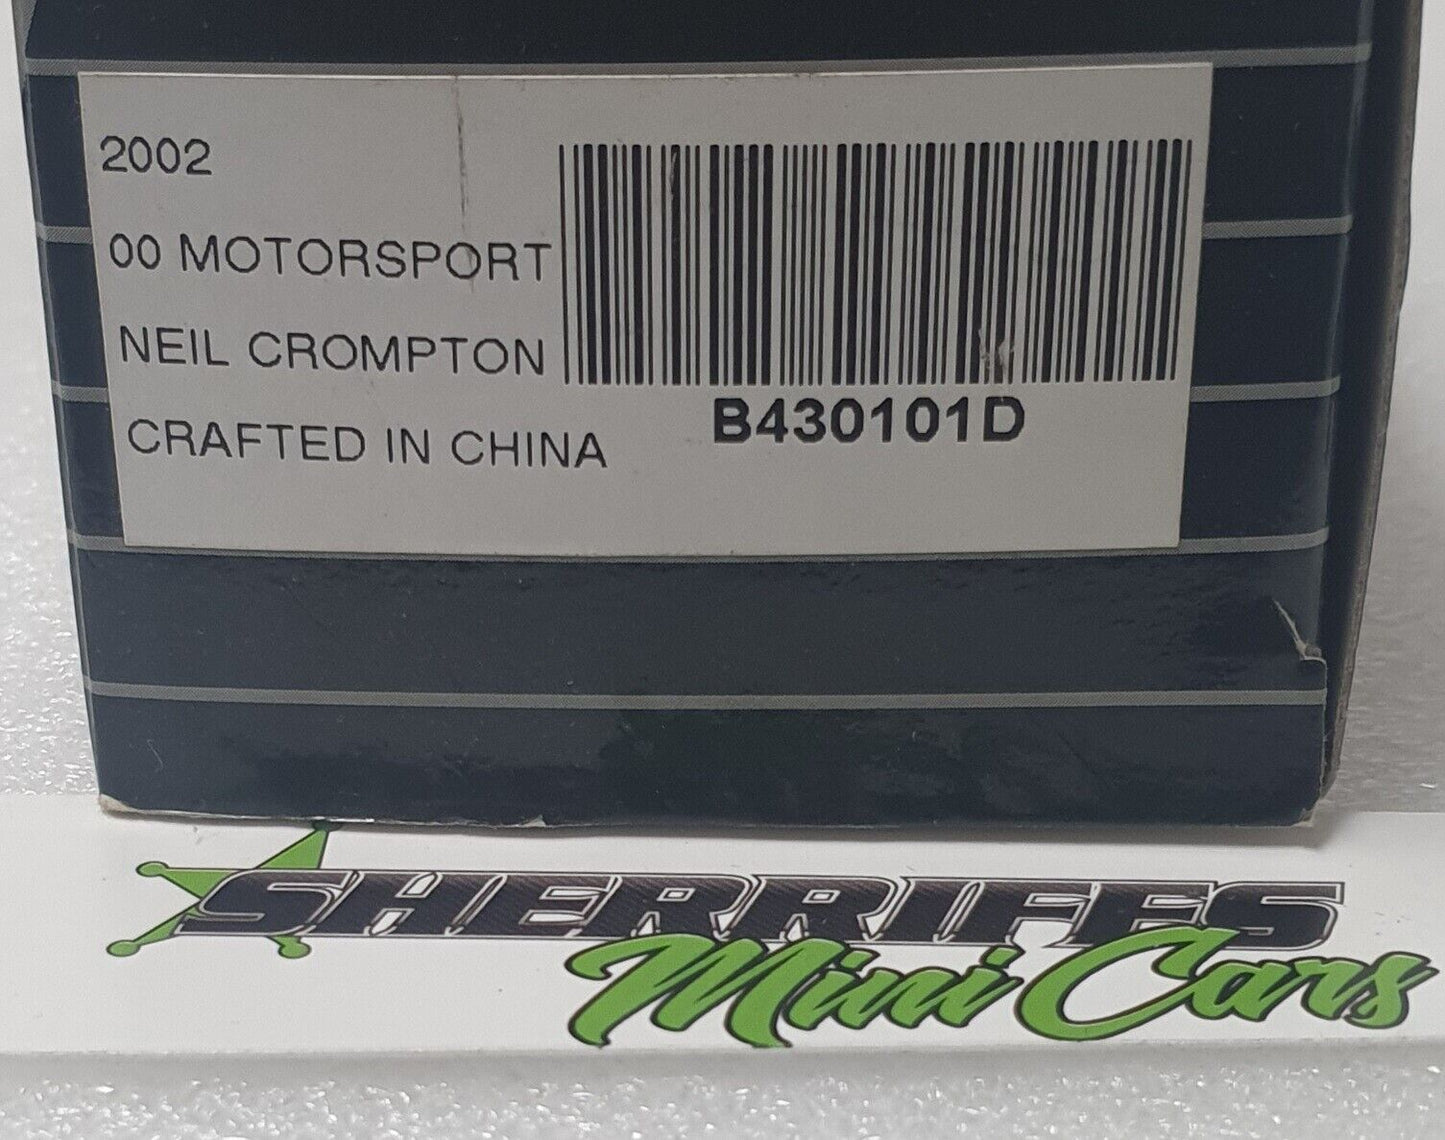 2002
00 MOTORSPORT
NEIL CROMPTON
CRAFTED IN CHINA
B430101D
SHERRIFFS
Mini Cars